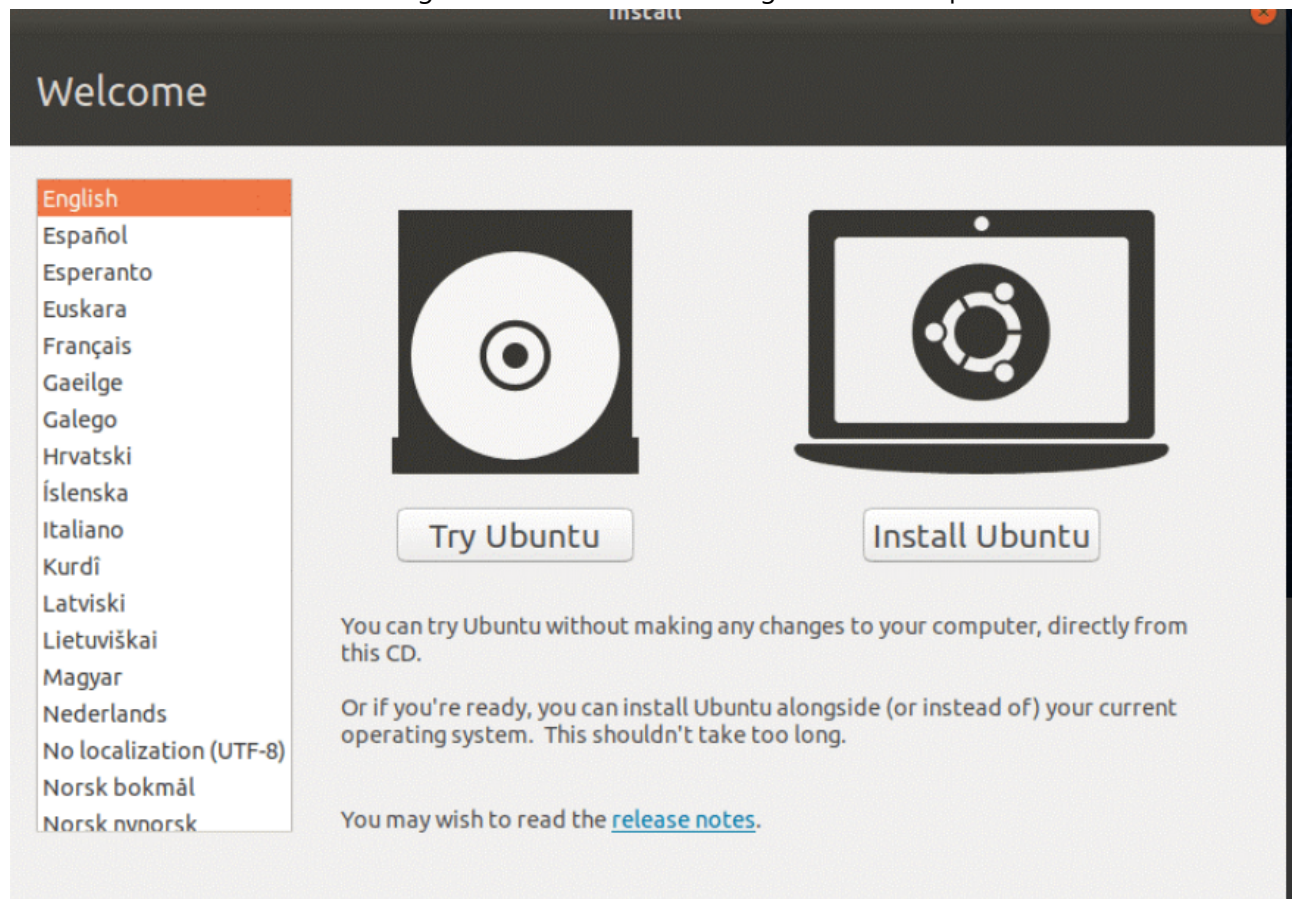 Install
Welcome
English
Español
Esperanto
Euskara
Français
Gaeilge
Galego
Hrvatski
Íslenska
Italiano
Kurdî
Latviski
Lietuviškai
Magyar
Nederlands
No localization (UTF-8)
Norsk bokmål
Norsk nynorsk
Try Ubuntu
Install Ubuntu
You can try Ubuntu without making any changes to your computer, directly from
this CD.
Or if you're ready, you can install Ubuntu alongside (or instead of) your current
operating system. This shouldn't take too long.
You may wish to read the release notes.